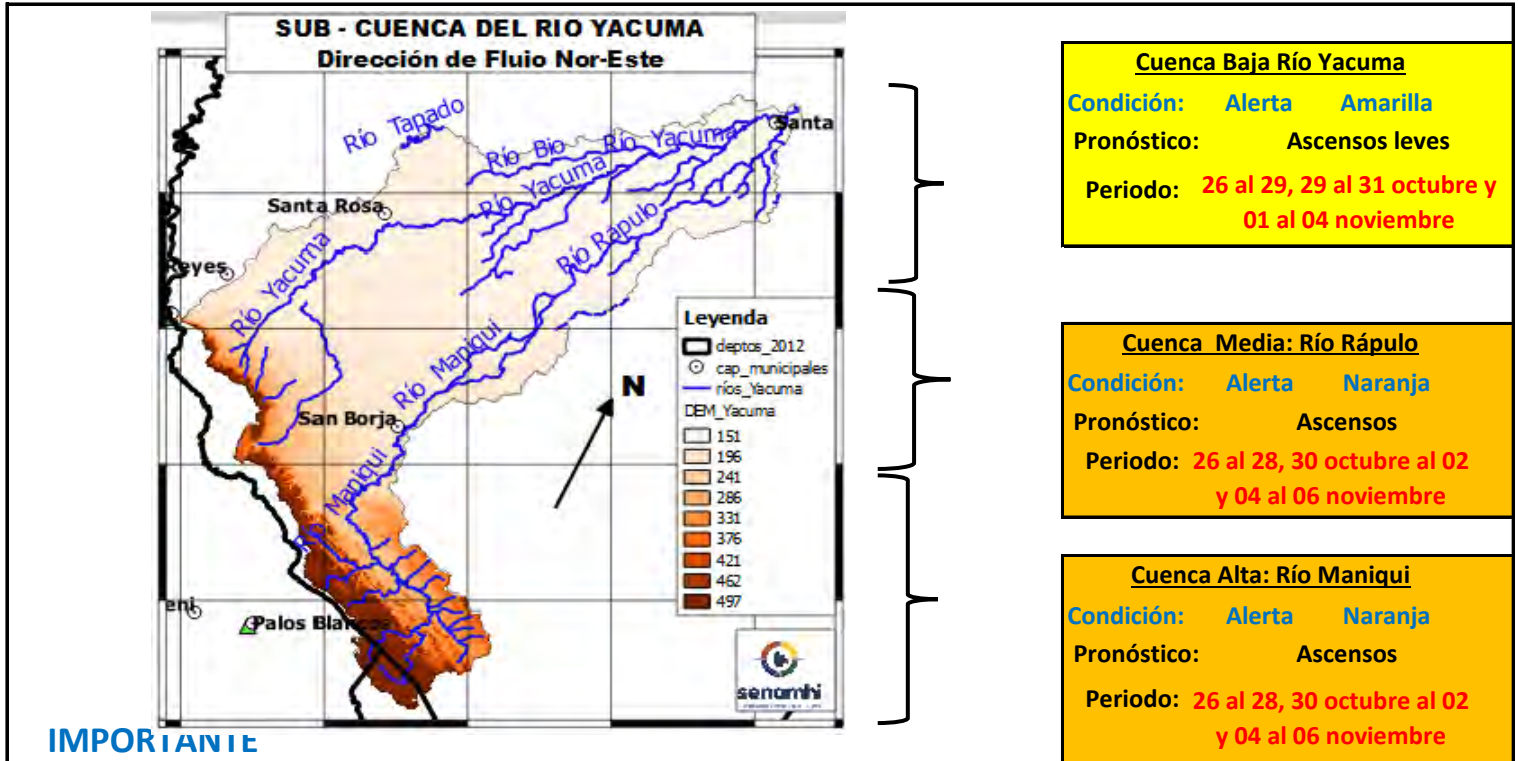 SUB - CUENCA DEL RIO YACUMA
Dirección de Fluio Nor-Este
Río Tapado
Río Bio
Río Yacuma
Santa
Río Yacuma
Santa Rosa
Río Rápulo
Reyes
Río Yacuma
Río Maniqui
San Borja
Río Maniqui
eni
Palos Blancos
N
Leyenda
deptos_2012
cap_municipales
ríos_Yacuma
DEM_Yacuma
151
196
241
286
331
376
421
462
497
senamhi
IMPORTANTE
Cuenca Baja Río Yacuma
Condición: Alerta Amarilla
Pronóstico: Ascensos leves
Periodo: 26 al 29, 29 al 31 octubre y
01 al 04 noviembre
Cuenca Media: Río Rápulo
Condición: Alerta Naranja
Pronóstico: Ascensos
Periodo: 26 al 28, 30 octubre al 02
y 04 al 06 noviembre
Cuenca Alta: Río Maniqui
Condición: Alerta Naranja
Pronóstico: Ascensos
Periodo: 26 al 28, 30 octubre al 02
y 04 al 06 noviembre